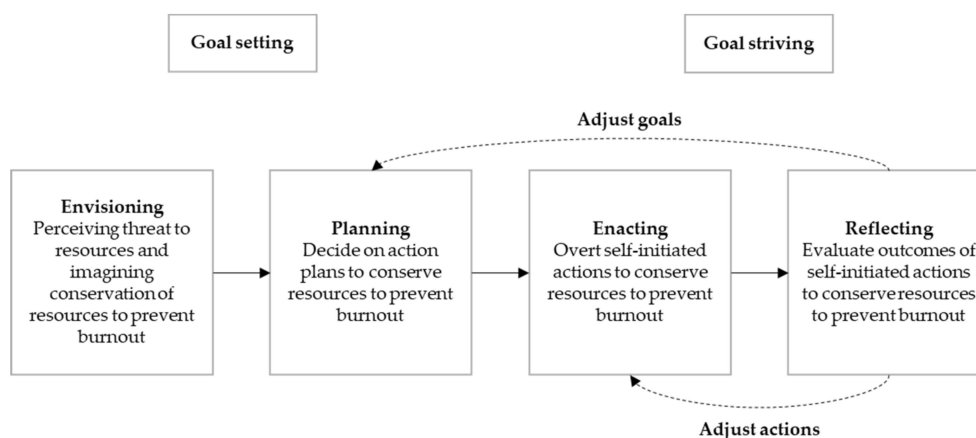 Goal setting
Goal striving
Adjust goals
Envisioning
Perceiving threat to
resources and
imagining
conservation of
resources to prevent
burnout
Planning
Decide on action
plans to conserve
resources to prevent
burnout
Enacting
Overt self-initiated
actions to conserve
resources to prevent
burnout
Reflecting
Evaluate outcomes of
self-initiated actions
to conserve resources
to prevent burnout
Adjust actions